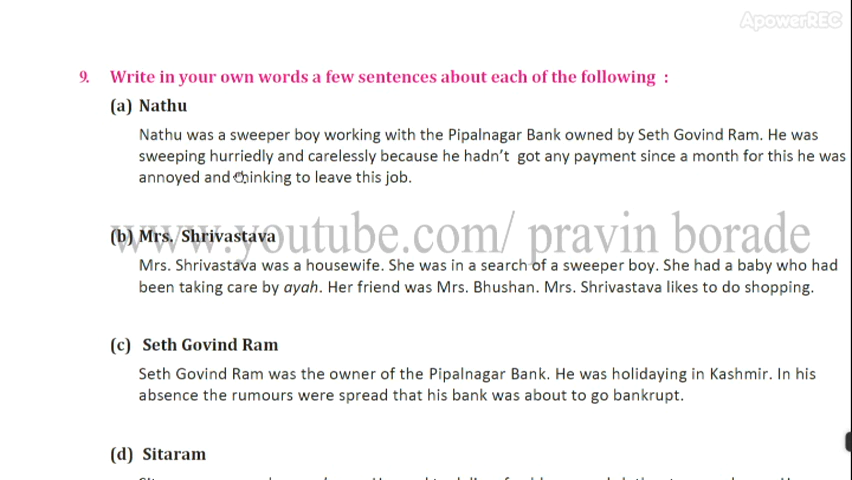 ApowerREC
9. Write in your own words a few sentences about each of the following :
(a) Nathu
Nathu was a sweeper boy working with the Pipalnagar Bank owned by Seth Govind Ram. He was
sweeping hurriedly and carelessly because he hadn't got any payment since a month for this he was
annoyed and thinking to leave this job.
www.youtube.com/ pravin borade
(b) Mrs. Shrivastava
Mrs. Shrivastava was a housewife. She was in a search of a sweeper boy. She had a baby who had
been taking care by ayah. Her friend was Mrs. Bhushan. Mrs. Shrivastava likes to do shopping.
(c) Seth Govind Ram
Seth Govind Ram was the owner of the Pipalnagar Bank. He was holidaying in Kashmir. In his
absence the rumours were spread that his bank was about to go bankrupt.
(d) Sitaram